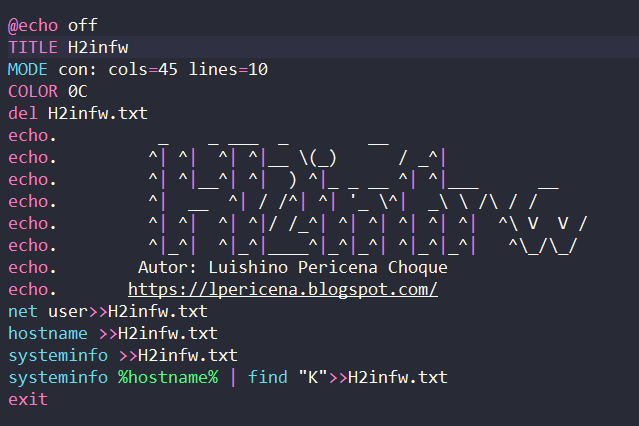 @echo off
TITLE H2infw
MODE con: cols=45 lines=10
COLOR 0C
del H2infw.txt
echo.          _    _ ___  _        __
echo.         ^| ^|  ^| ^|__ \(_)      / _^|
echo.         ^| ^|__^| ^|  ) ^|_ _ __ ^| ^|___      __
echo.         ^|  __  ^| / /^| ^| '_ \^|  _\ \ /\ / /
echo.         ^| ^|  ^| ^|/ /_^| ^| ^| ^| ^| ^|  ^\ V  V /
echo.         ^|_^|  ^|_^|____^|_^|_^| ^|_^|_^|   ^\_/\_/
echo.        Autor: Luishino Pericena Choque
echo.       https://lpericena.blogspot.com/
net user>>H2infw.txt
hostname >>H2infw.txt
systeminfo >>H2infw.txt
systeminfo %hostname% | find "K">>H2infw.txt
exit